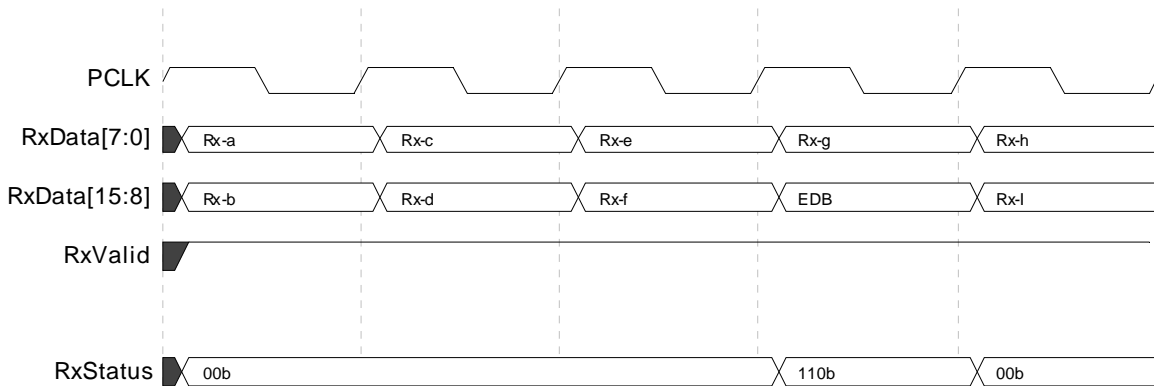 PCLK
RxData[7:0] Rx-a Rx-c Rx-e Rx-g Rx-h
RxData[15:8] Rx-b Rx-d Rx-f EDB Rx-I
RxValid
RxStatus 00b 110b 00b